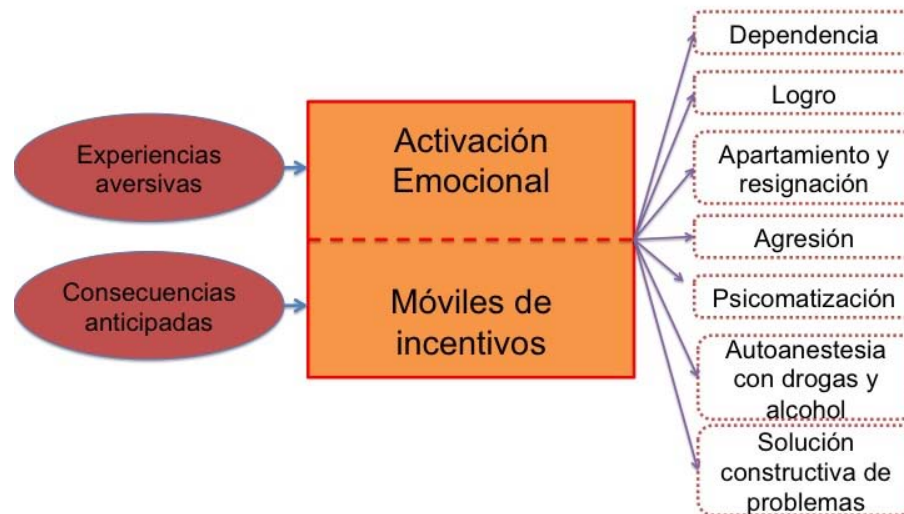 Experiencias
aversivas
Consecuencias
anticipadas
Activación
Emocional
Móviles de
incentivos
Dependencia
Logro
Apartamiento y
resignación
Agresión
Psicomatización
Autoanestesia
con drogas y
alcohol
Solución
constructiva de
problemas